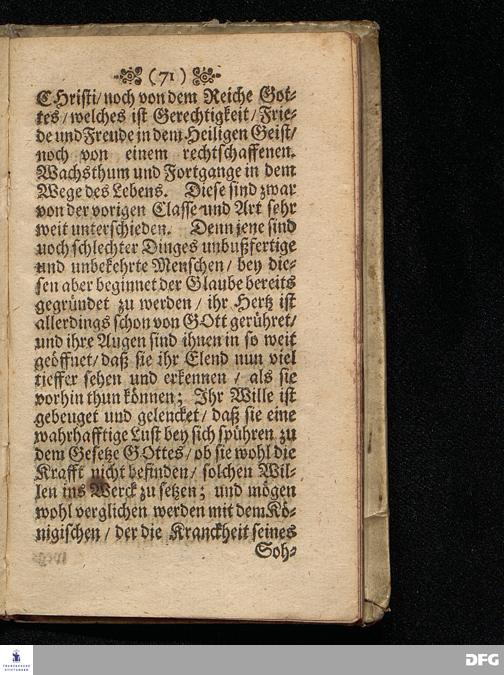 (71)
CHristi/ noch von dem Reiche Got-
tes/ welches ist Gerechtigkeit/ Frie-
de und Freude in dem Heiligen Geist/
noch von einem rechtschaffenen
Wachsthum und Fortgange in dem
Wege des Lebens. Diese sind zwar
von der vorigen Classe und Art sehr
weit unterschieden. Denn jene sind
noch schlechter Dinges unbußfertige
und unbekehrte Menschen/ bey die-
sen aber beginnet der Glaube bereits
gegründet zu werden/ ihr Hertz ist
allerdings schon von GOtt gerühret/
und ihre Augen sind ihnen in so weit
geöffnet/ daß sie ihr Elend nun viel
tieffer sehen und erkennen / als sie
vorhin thun können; Ihr Wille ist
gebeuget und gelencket/ daß sie eine
wahrhafftige Lust bey sich spühren zu
dem Gesetze GOttes/ ob sie wohl die
Krafft nicht befinden/ solchen Wil-
len ins Werck zu setzen; und mögen
wohl verglichen werden mit dem Kö-
nigischen/ der die Kranckheit seines
Soh-
FRANCKESCHE STIFTUNGEN
DFG